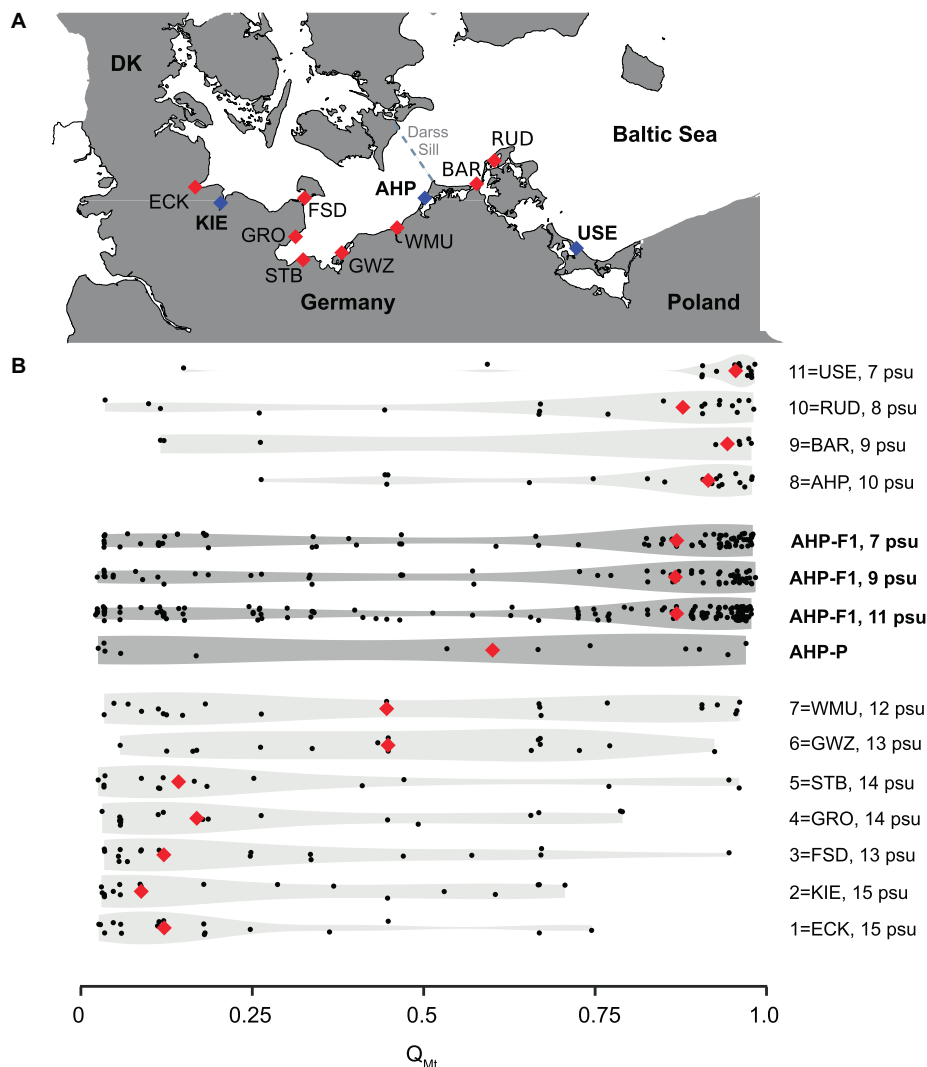 A
DK
Darss
Sill
Baltic Sea
RUD
BAR
AHP
ECK
KIE
FSD
GRO
WMU
USE
STB
GWZ
Germany
Poland
B
11=USE, 7 psu
10=RUD, 8 psu
9=BAR, 9 psu
8=AHP, 10 psu
AHP-F1, 7 psu
AHP-F1, 9 psu
AHP-F1, 11 psu
AHP-P
7=WMU, 12 psu
6=GWZ, 13 psu
5=STB, 14 psu
4=GRO, 14 psu
3=FSD, 13 psu
2=KIE, 15 psu
1=ECK, 15 psu
0 0.25 0.5 0.75 1.0
QMt